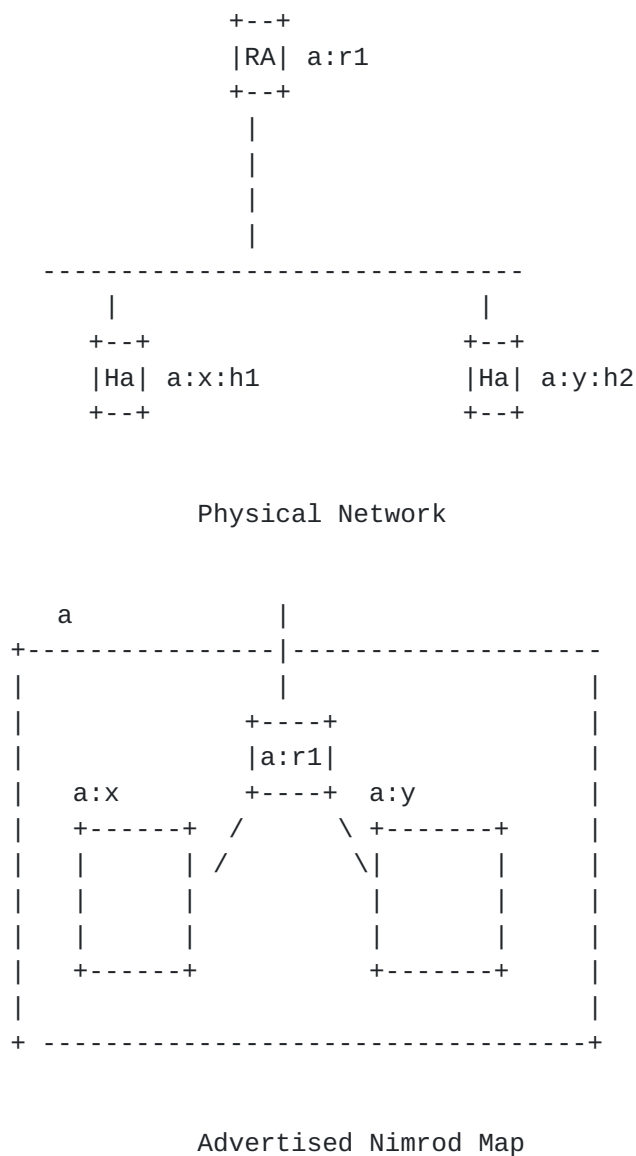 RA a:r1
Ha a:x:h1 Ha a:y:h2
Physical Network
a
a:r1
a:x a:y
Advertised Nimrod Map